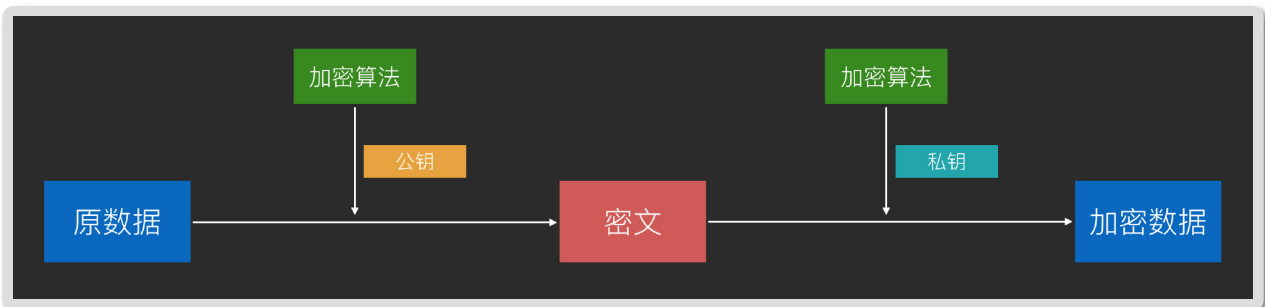 加密算法
加密算法
公钥
私钥
原数据
密文
加密数据